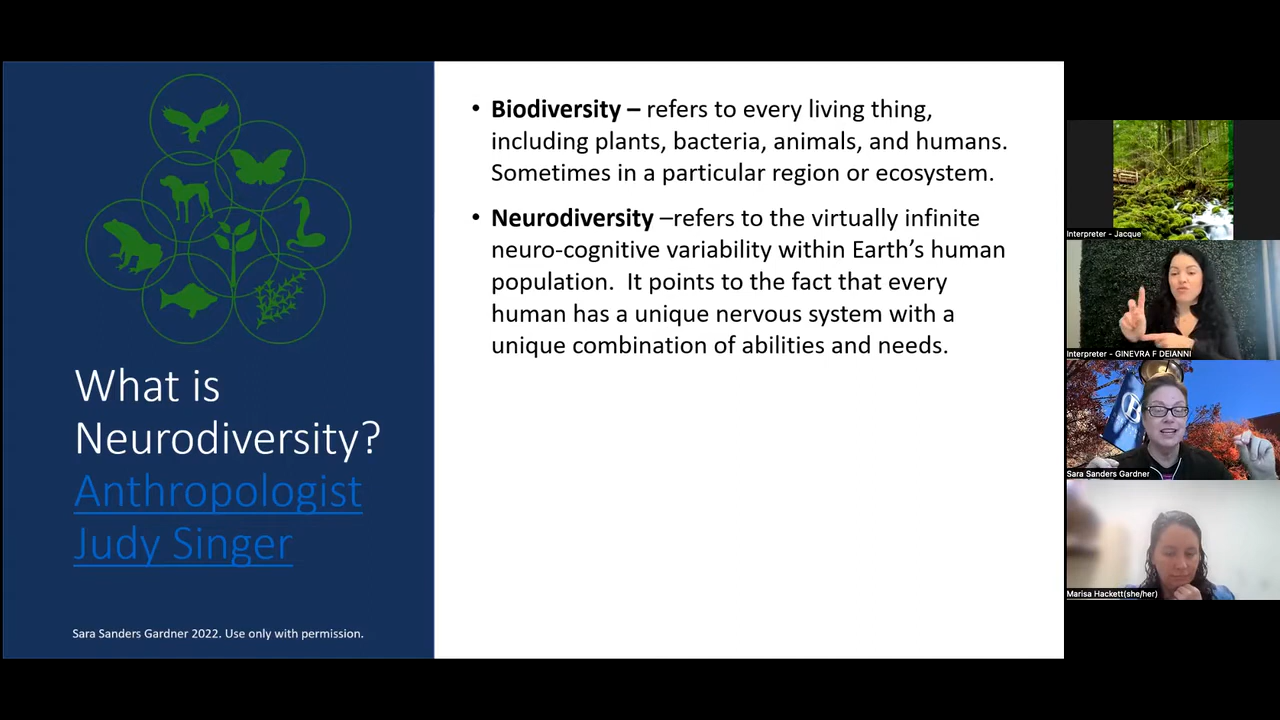 What is
Neurodiversity?
Anthropologist
Judy Singer
Sara Sanders Gardner 2022. Use only with permission.
• Biodiversity – refers to every living thing,
including plants, bacteria, animals, and humans.
Sometimes in a particular region or ecosystem.
• Neurodiversity –refers to the virtually infinite
neuro-cognitive variability within Earth’s human
population.  It points to the fact that every
human has a unique nervous system with a
unique combination of abilities and needs.
Interpreter - Jacque
Interpreter - GINEVRA F DEIANNI
B
Sara Sanders Gardner
Marisa Hackett(she/her)